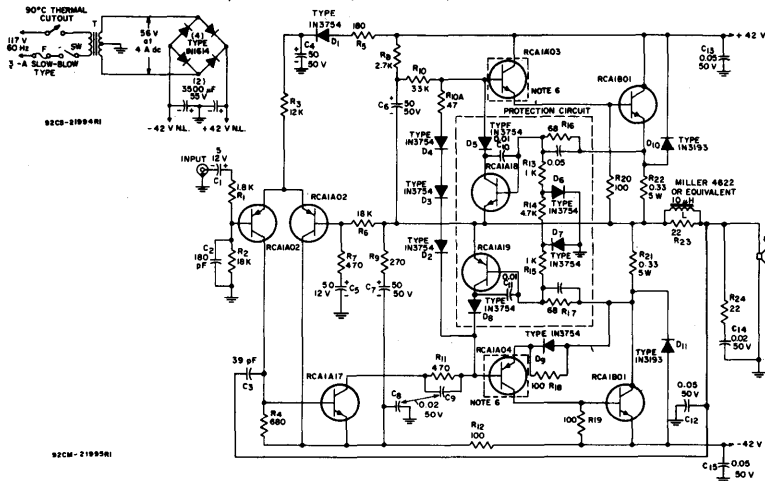 90°C THERMAL
CUTOUT
117 V
60 Hz
F
SW
3-A SLOW-BLOW
TYPE
T
56 V
at
4 A dc
(4)
TYPE
IN1614
(2)
3500 µF
55 V
-42 V N.L.
+42 V N.L.
92CS-21994R1
TYPE
IN3754
D1
180
R5
C4
50
50 V
R3
12K
R8
2.7K
C6
50
50 V
R10
33 K
R10A
47
TYPE
IN3754
D4
TYPE
IN3754
D3
TYPE
IN3754
D2
RCA1A03
NOTE 6
PROTECTION CIRCUIT
TYPE
IN3754
D5
0.01
C10
RCA1A18
68 R16
0.05
R13
1 K
D6
TYPE
IN3754
R14
4.7K
D7
TYPE
IN3754
1 K
R15
RCA1A19
0.01
C11
68 R17
TYPE
IN3754
D8
RCA1B01
D10
TYPE
IN3193
R20
100
R22
0.33
5 W
+ 42 V
C13
0.05
50 V
MILLER 4622
OR EQUIVALENT
10 µH
L
22
R23
R21
0.33
5 W
R24
22
C14
0.02
50 V
INPUT
5
12 V
C1
1.8K
R1
C2
180
pF
R2
18K
RCA1A02
RCA1A02
18K
R6
R7
470
50
12 V
C5
R9
270
C7
50
50 V
39 pF
C3
R4
680
RCA1A17
R11
470
C9
0.02
50 V
C8
RCA1A04
NOTE 6
TYPE IN3754
D9
100 R18
TYPE
IN3193
D11
RCA1B01
100 R19
R12
100
0.05
50 V
C12
-42 V
C15
0.05
50 V
92CM-21995R1